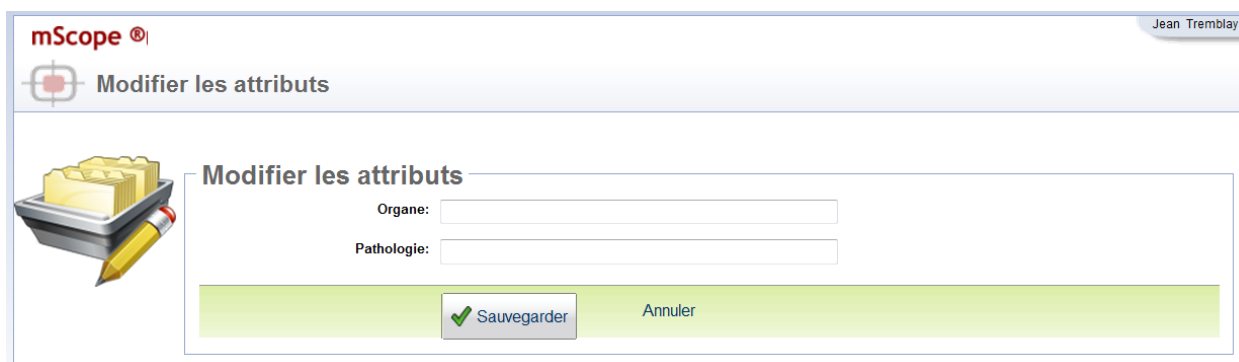 mScope ®
Jean Tremblay
Modifier les attributs
Modifier les attributs
Organe:
Pathologie:
Sauvegarder
Annuler